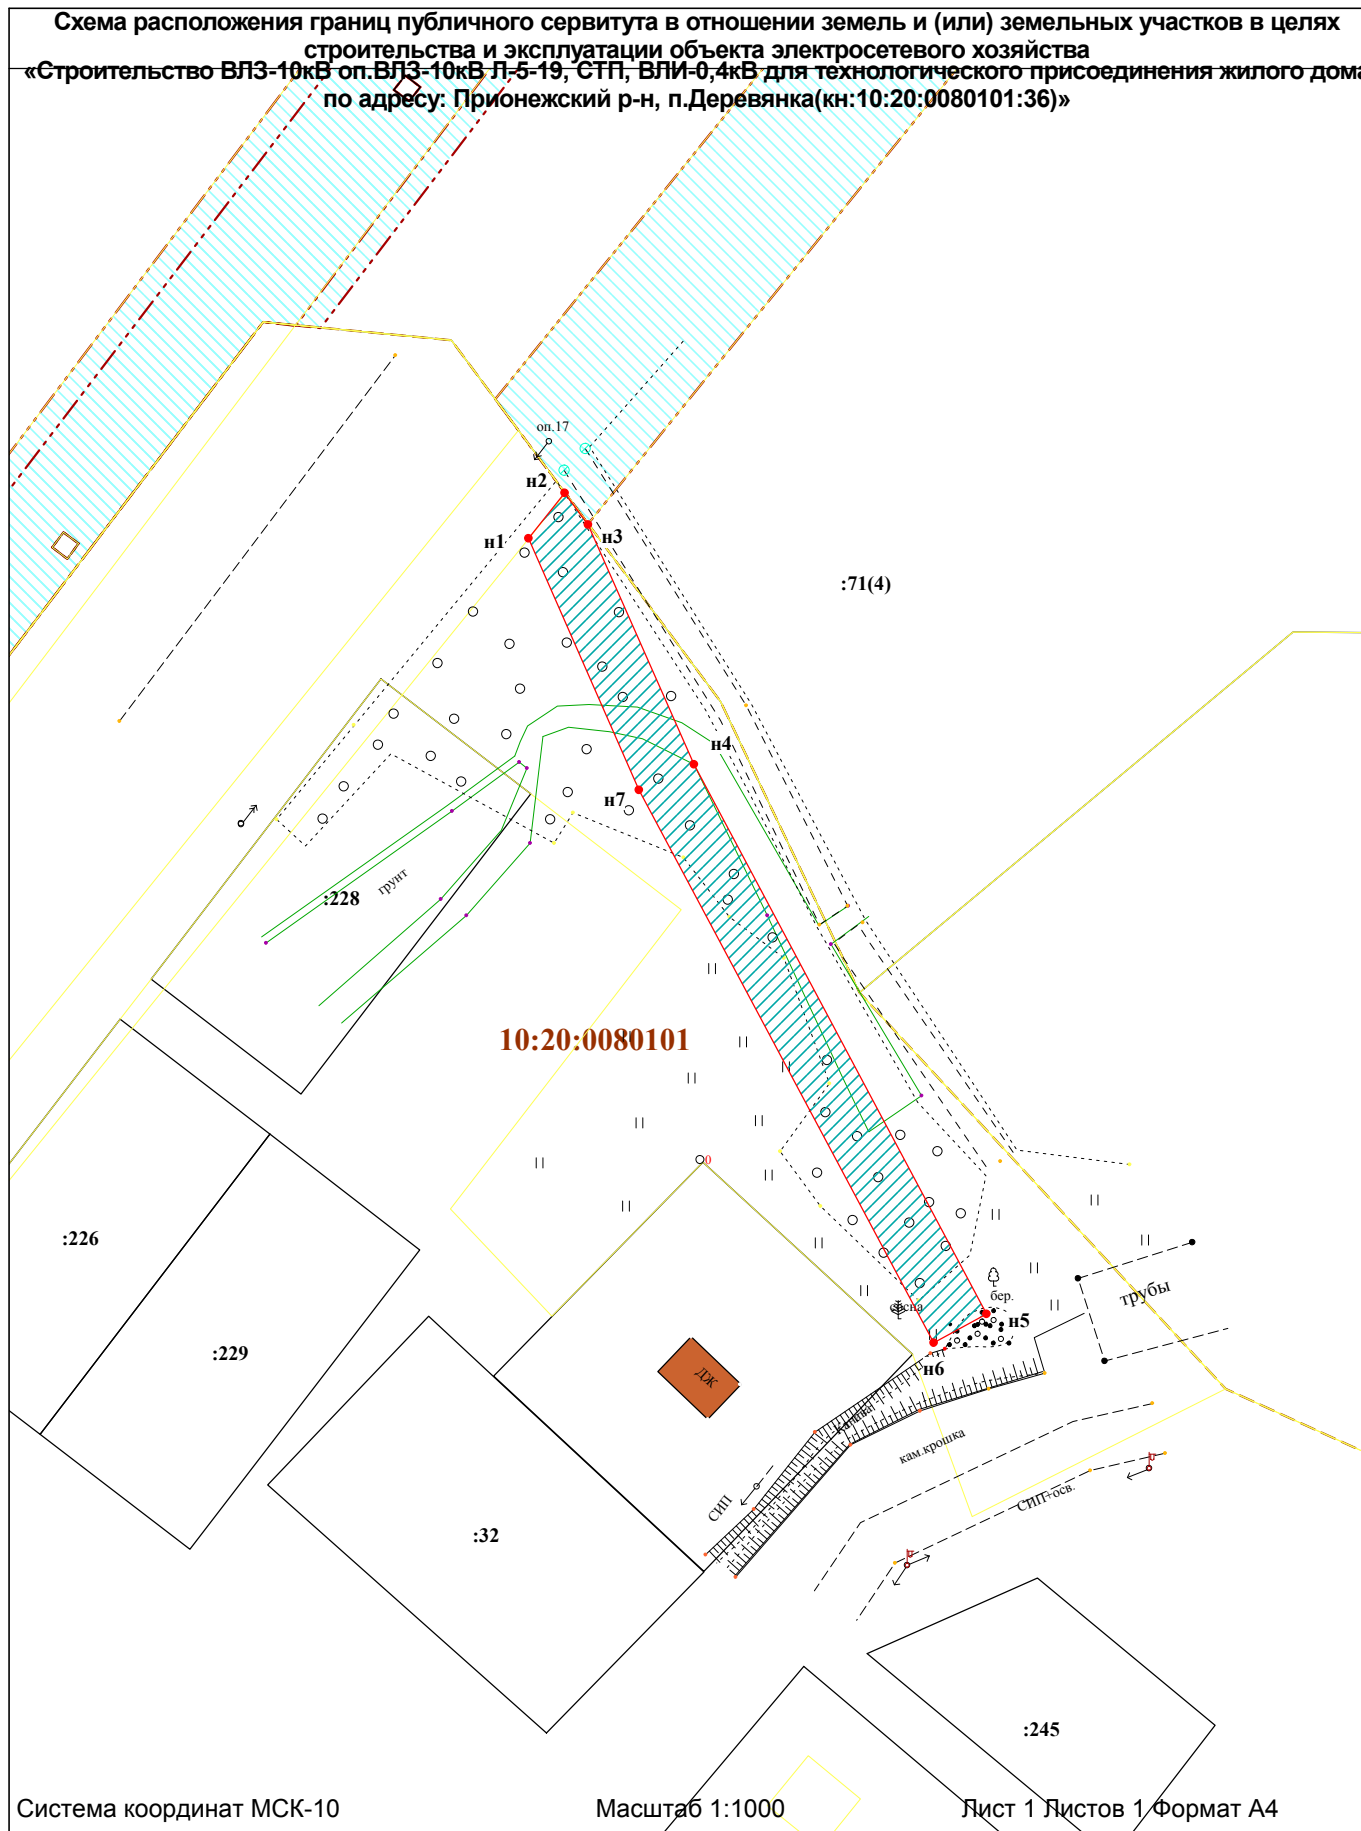 Схема расположения границ публичного сервитута в отношении земель и (или) земельных участков в целях
строительства и эксплуатации объекта электросетевого хозяйства
«Строительство ВЛЗ-10кВ оп.ВЛЗ-10кВ Л-5-19, СТП, ВЛИ-0,4кВ для технологического присоединения жилого дома
по адресу: Прионежский р-н, п.Деревянка(кн:10:20:0080101:36)»
оп.17
н2
н1
н3
:71(4)
н4
н7
грунт
:228
10:20:0080101
0
:226
трубы
бер.
сосна
н5
:229
н6
ДЖ
канава
кам.крошка
СИП
СИП+осв.
:32
:245
Система координат МСК-10
Масштаб 1:1000
Лист 1 Листов 1 Формат А4